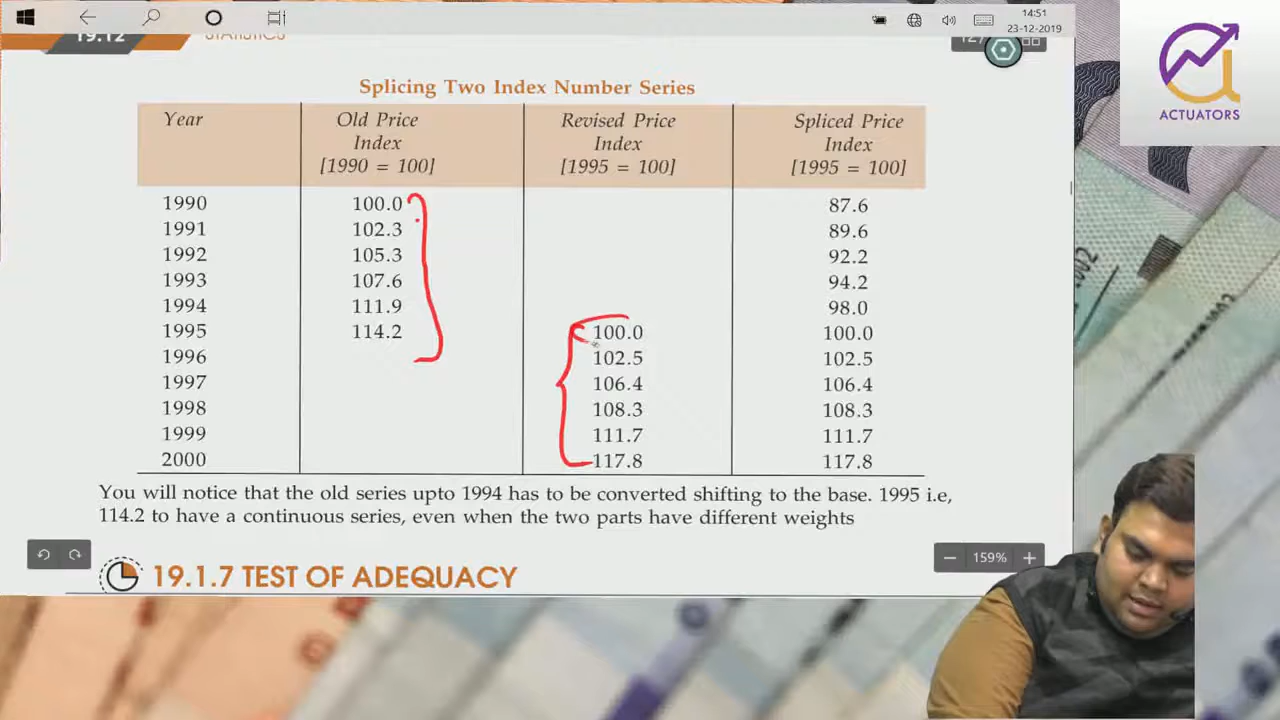 14:51
23-12-2019
19.12
STATISTICS
ACTUATORS
Splicing Two Index Number Series
Year Old Price Index [1990 = 100] Revised Price Index [1995 = 100] Spliced Price Index [1995 = 100]
1990 100.0 87.6
1991 102.3 89.6
1992 105.3 92.2
1993 107.6 94.2
1994 111.9 98.0
1995 114.2 100.0 100.0
1996 102.5 102.5
1997 106.4 106.4
1998 108.3 108.3
1999 111.7 111.7
2000 117.8 117.8
You will notice that the old series upto 1994 has to be converted shifting to the base. 1995 i.e,
114.2 to have a continuous series, even when the two parts have different weights
159%
19.1.7 TEST OF ADEQUACY